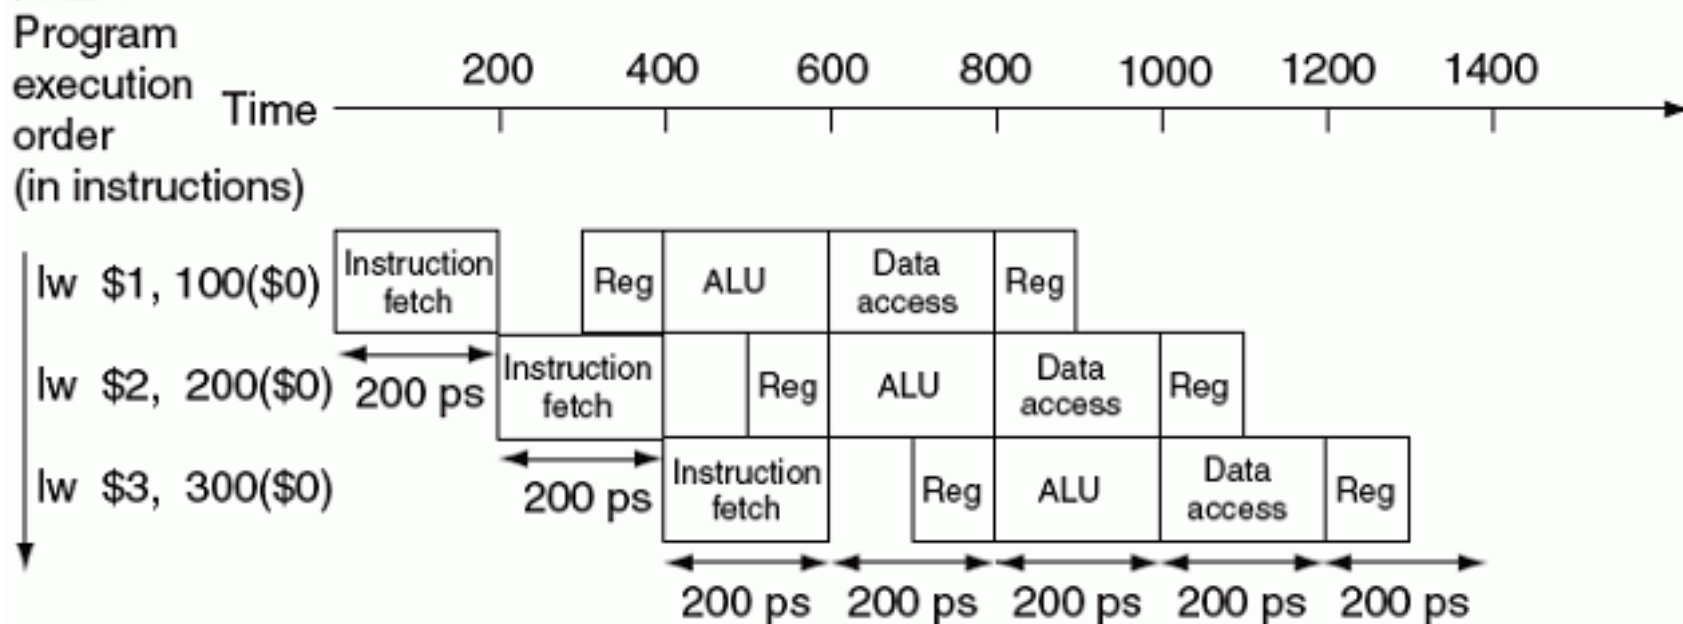 Program
execution
order
(in instructions)
Time
200 400 600 800 1000 1200 1400
lw $1, 100($0)
Instruction
fetch
Reg
ALU
Data
access
Reg
200 ps
lw $2, 200($0)
Instruction
fetch
Reg
ALU
Data
access
Reg
200 ps
lw $3, 300($0)
Instruction
fetch
Reg
ALU
Data
access
Reg
200 ps 200 ps 200 ps 200 ps 200 ps